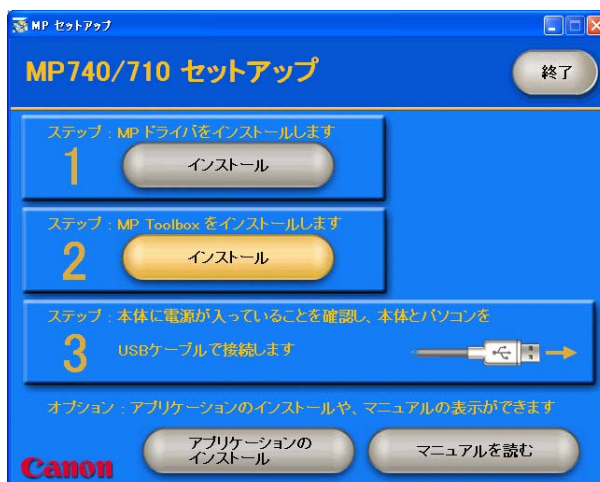 MP セットアップ
MP740/710 セットアップ
終了
ステップ : MP ドライバをインストールします
1
インストール
ステップ : MP Toolbox をインストールします
2
インストール
ステップ : 本体に電源が入っていることを確認し、本体とパソコンを
3
USBケーブルで接続します
オプション : アプリケーションのインストールや、マニュアルの表示ができます
アプリケーションの
インストール
マニュアルを読む
Canon